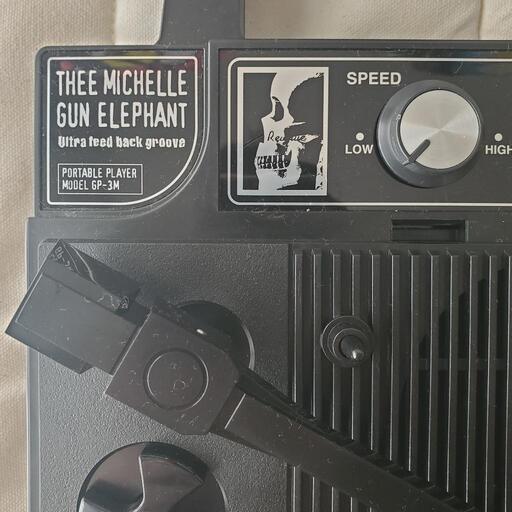 THEE MICHELLE
GUN ELEPHANT
Ultra feed back groove
PORTABLE PLAYER
MODEL GP-3M
SPEED
LOW
HIGH